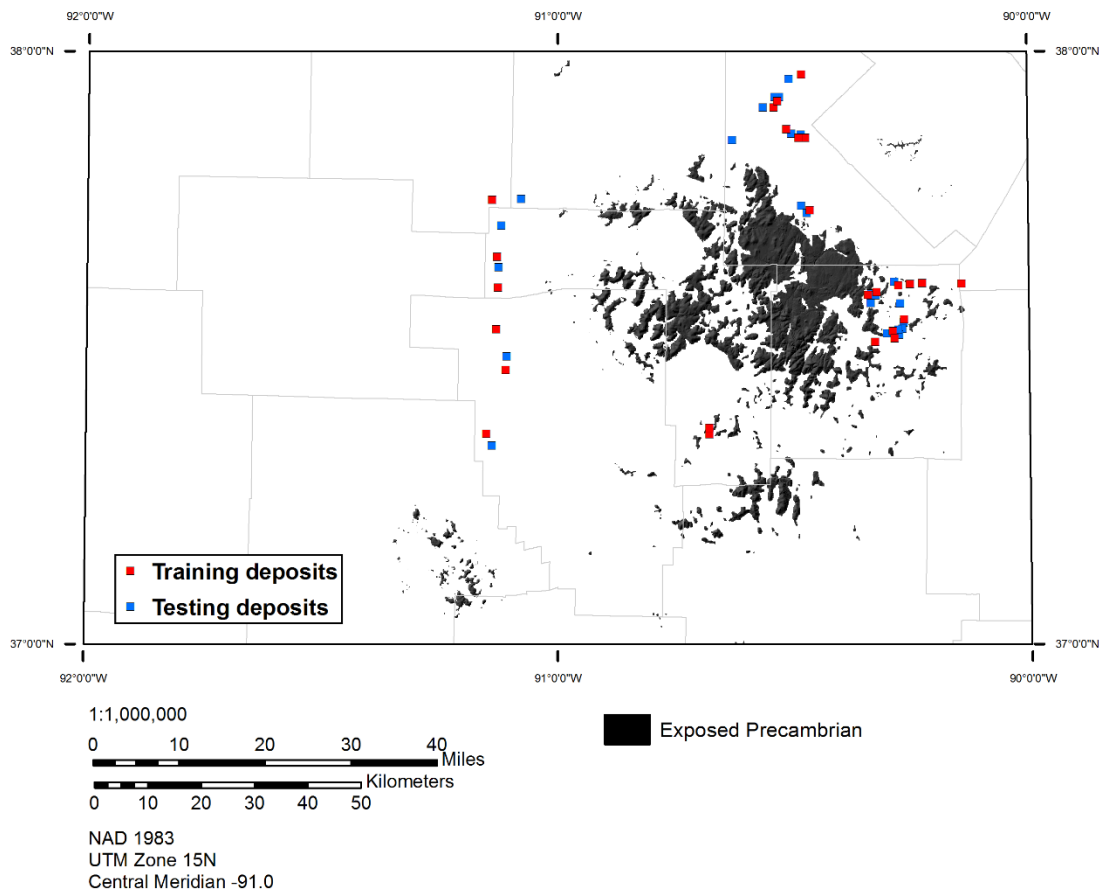 92°0'0"W 91°0'0"W 90°0'0"W
38°0'0"N 38°0'0"N
Training deposits
Testing deposits
37°0'0"N 37°0'0"N
92°0'0"W 91°0'0"W 90°0'0"W
1:1,000,000
0 10 20 30 40
Miles
Kilometers
0 10 20 30 40 50
Exposed Precambrian
NAD 1983
UTM Zone 15N
Central Meridian -91.0